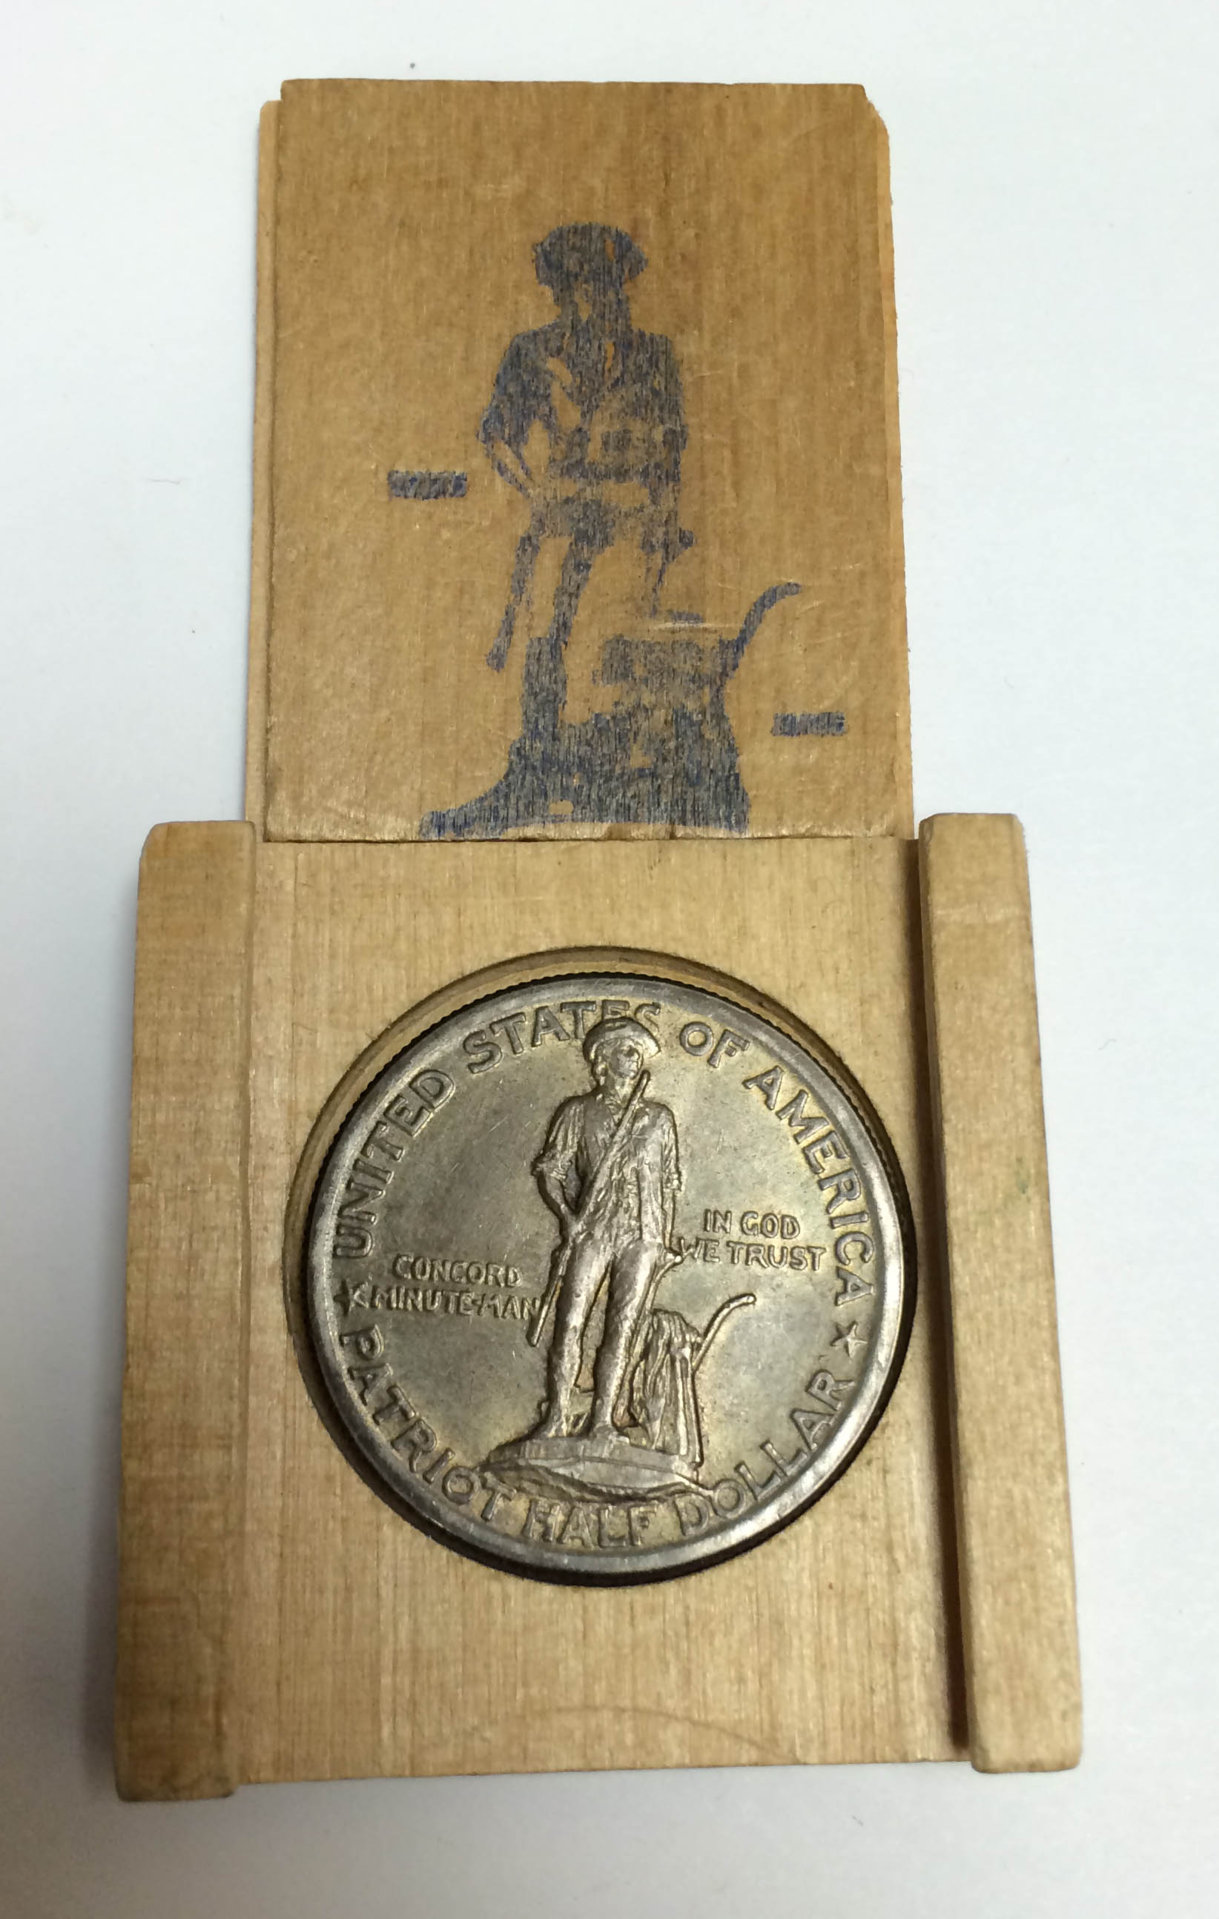 UNITED STATES OF AMERICA
IN GOD
WE TRUST
CONCORD
MINUTE-MAN
PATRIOT HALF DOLLAR